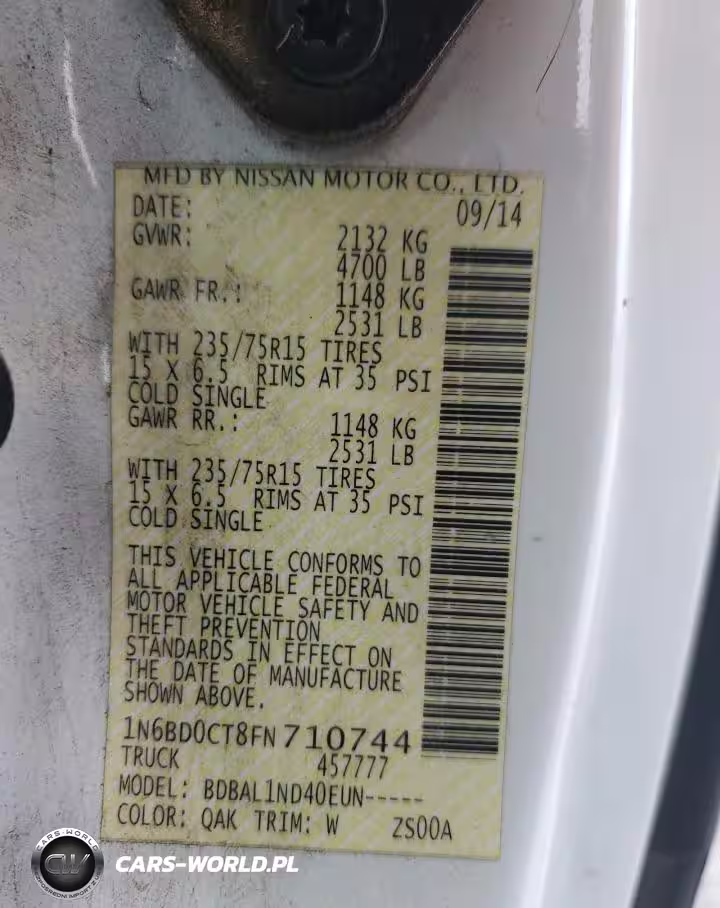 MFD BY NISSAN MOTOR CO., LTD.
DATE: 09/14
GVWR: 2132 KG
4700 LB
GAWR FR.: 1148 KG
2531 LB
WITH 235/75R15 TIRES
15 X 6.5 RIMS AT 35 PSI
COLD SINGLE
GAWR RR.: 1148 KG
2531 LB
WITH 235/75R15 TIRES
15 X 6.5 RIMS AT 35 PSI
COLD SINGLE
THIS VEHICLE CONFORMS TO
ALL APPLICABLE FEDERAL
MOTOR VEHICLE SAFETY AND
THEFT PREVENTION
STANDARDS IN EFFECT ON
THE DATE OF MANUFACTURE
SHOWN ABOVE.
1N6BD0CT8FN710744
TRUCK 457777
MODEL: BDBAL1ND40EUN-----
COLOR: QAK TRIM: W ZS00A
CARS-WORLD
CW
CARS-WORLD.PL